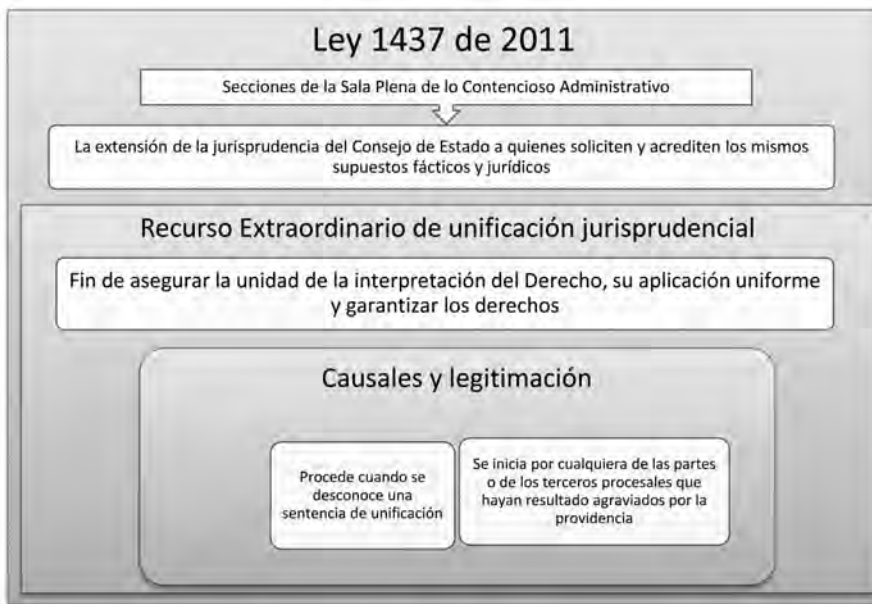 Ley 1437 de 2011
Secciones de la Sala Plena de lo Contencioso Administrativo
La extensión de la jurisprudencia del Consejo de Estado a quienes soliciten y acrediten los mismos
supuestos fácticos y jurídicos
Recurso Extraordinario de unificación jurisprudencial
Fin de asegurar la unidad de la interpretación del Derecho, su aplicación uniforme
y garantizar los derechos
Causales y legitimación
Procede cuando se
desconoce una
sentencia de unificación
Se inicia por cualquiera de las partes
o de los terceros procesales que
hayan resultado agraviados por la
providencia